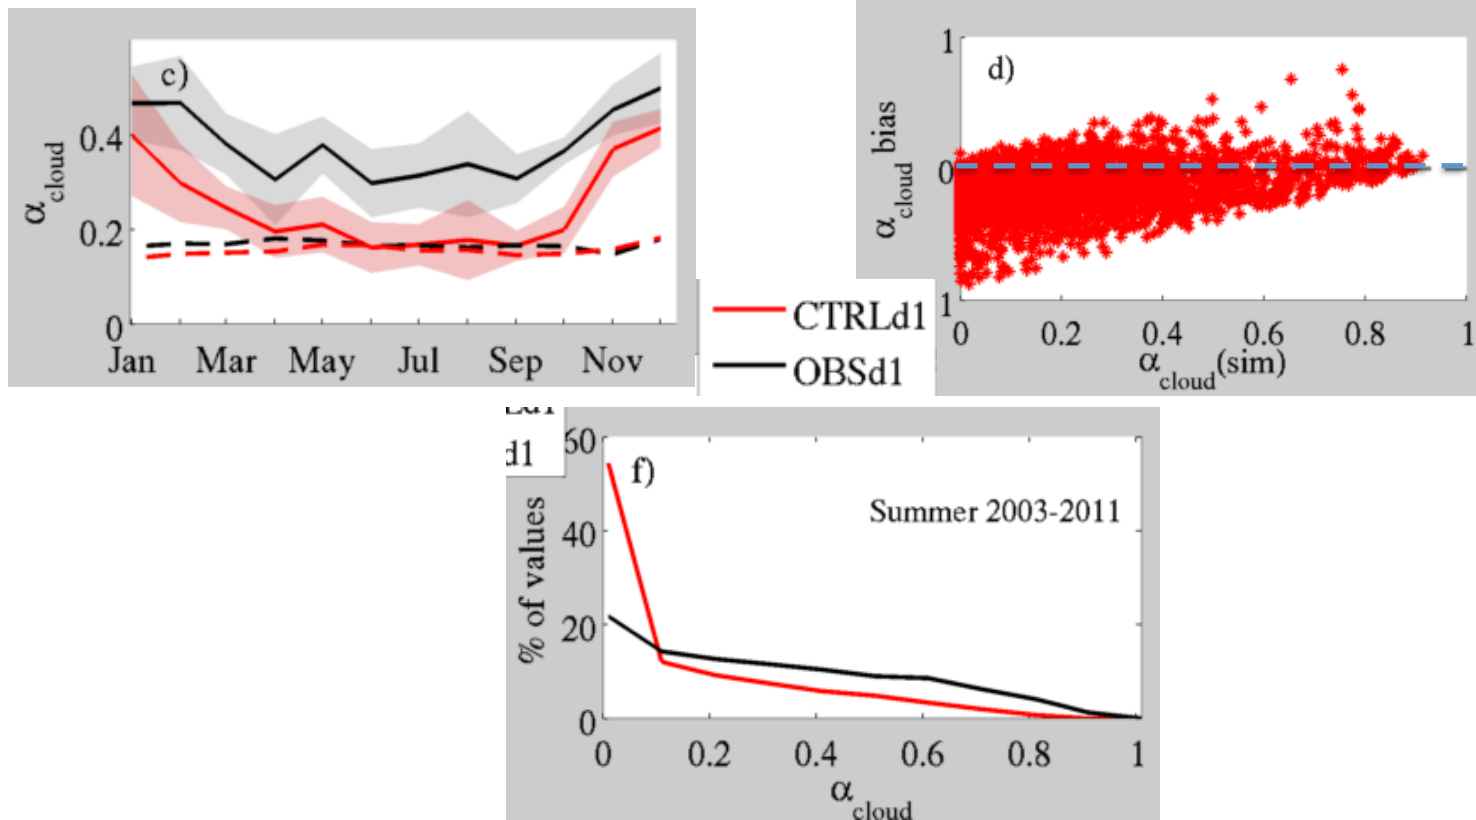 c)
0.4
0.2
0
α cloud
Jan Mar May Jul Sep Nov
CTRLd1
OBSd1
d)
1
0
1
α cloud bias
0 0.2 0.4 0.6 0.8 1
α cloud (sim)
d1
f)
Summer 2003-2011
60
40
20
0
% of values
0 0.2 0.4 0.6 0.8 1
α cloud